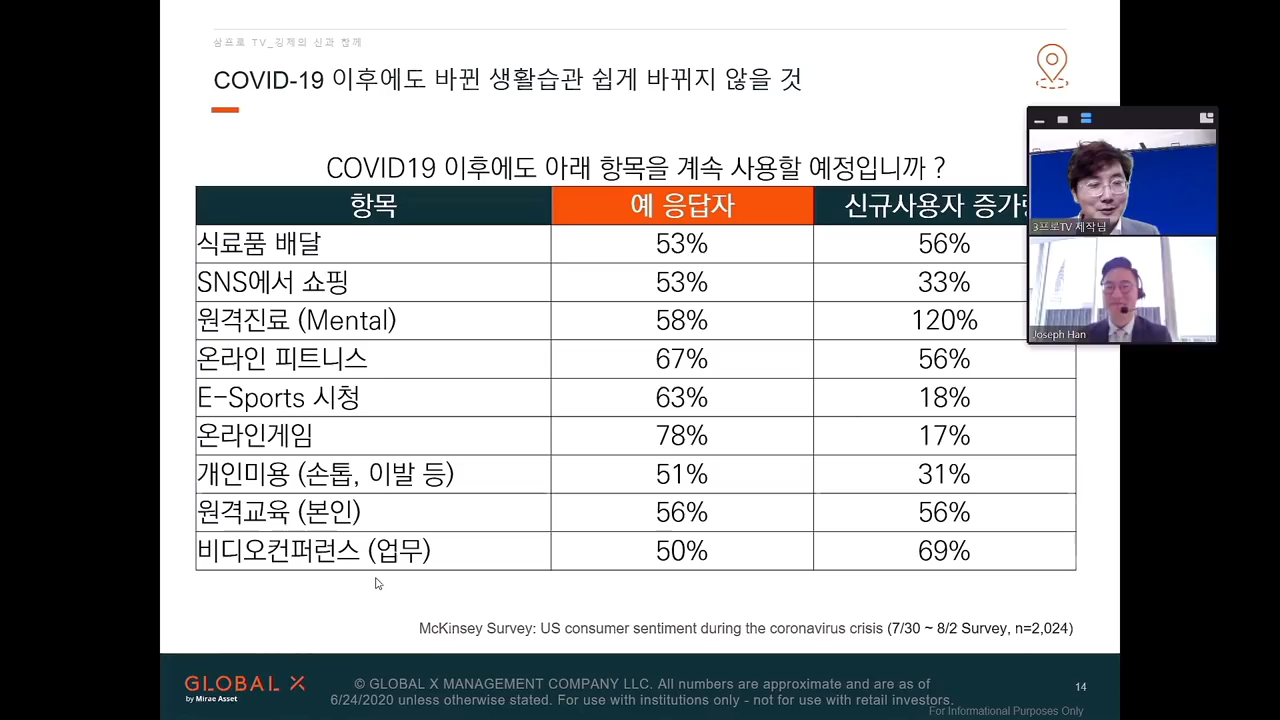 삼프로 TV_경제의 신과 함께
COVID-19 이후에도 바뀐 생활습관 쉽게 바뀌지 않을 것
COVID19 이후에도 아래 항목을 계속 사용할 예정입니까 ?
항목 예 응답자 신규사용자 증가
식료품 배달 53% 56%
SNS에서 쇼핑 53% 33%
원격진료 (Mental) 58% 120%
온라인 피트니스 67% 56%
E-Sports 시청 63% 18%
온라인게임 78% 17%
개인미용 (손톱, 이발 등) 51% 31%
원격교육 (본인) 56% 56%
비디오컨퍼런스 (업무) 50% 69%
3프로TV 제작님
Joseph Han
McKinsey Survey: US consumer sentiment during the coronavirus crisis (7/30 ~ 8/2 Survey, n=2,024)
GLOBAL X
by Mirae Asset
© GLOBAL X MANAGEMENT COMPANY LLC. All numbers are approximate and are as of
6/24/2020 unless otherwise stated. For use with institutions only - not for use with retail investors.
14
For Informational Purposes Only